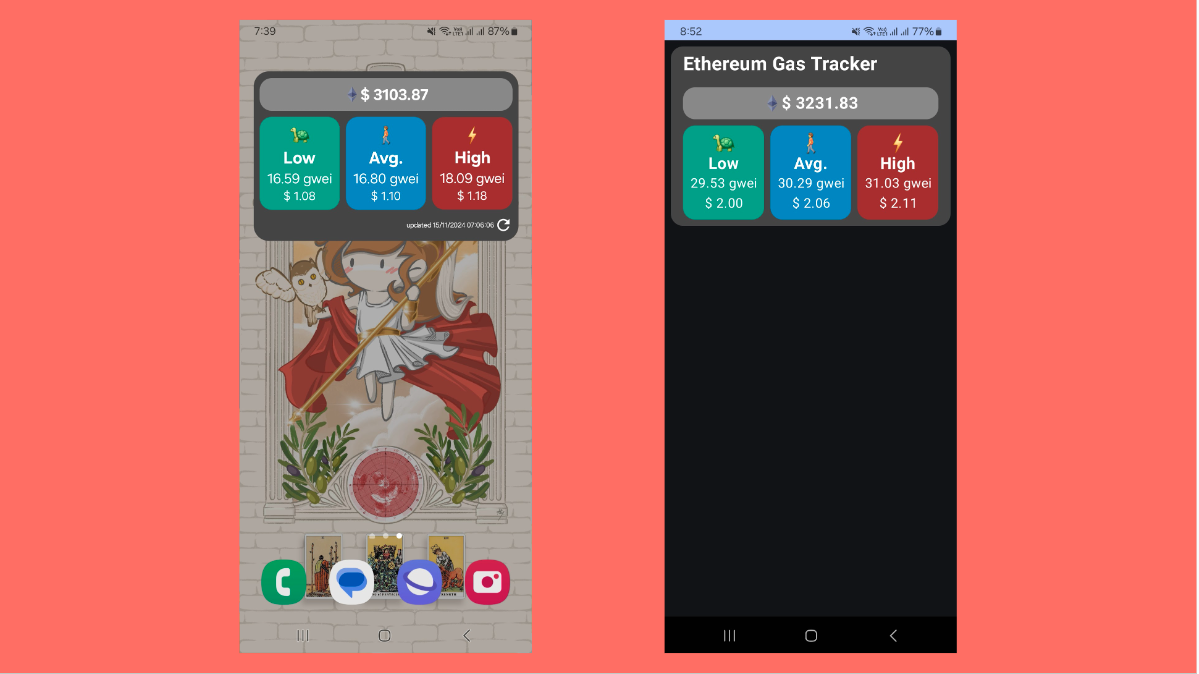 7:39
87%
$ 3103.87
Low
16.59 gwei
$ 1.08
Avg.
16.80 gwei
$ 1.10
High
18.09 gwei
$ 1.18
updated 15/11/2024 07:06:06
8:52
77%
Ethereum Gas Tracker
$ 3231.83
Low
29.53 gwei
$ 2.00
Avg.
30.29 gwei
$ 2.06
High
31.03 gwei
$ 2.11